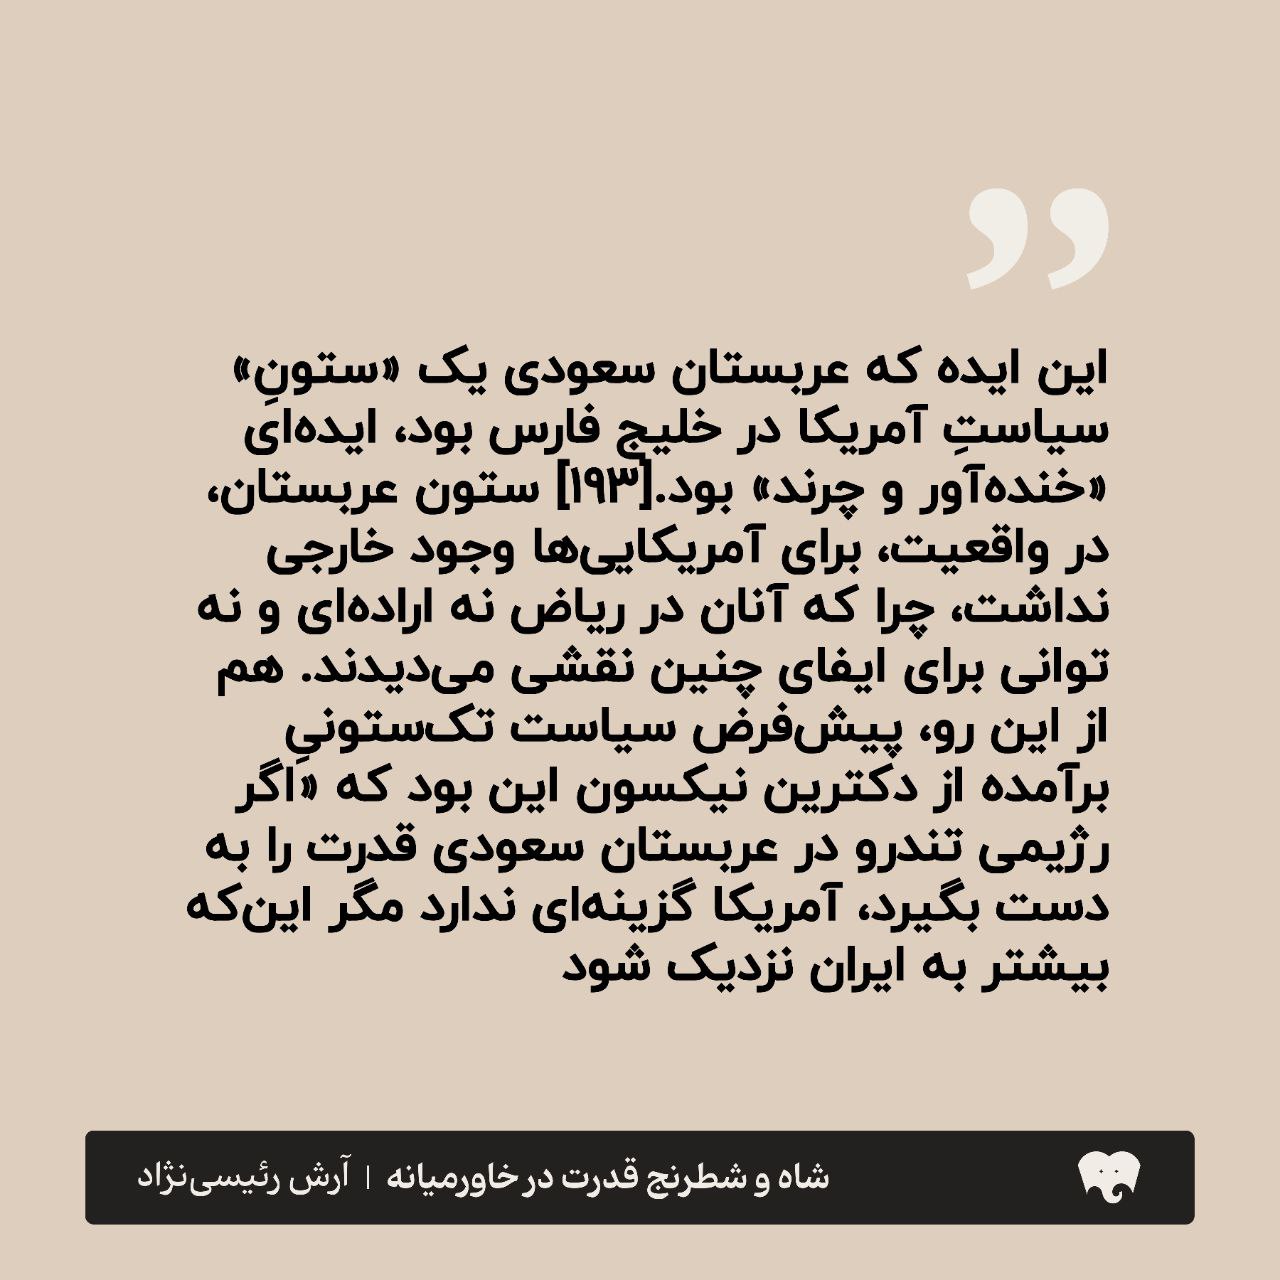 ”
این ایده که عربستان سعودی یک «ستونِ»
سیاستِ آمریکا در خلیج فارس بود، ایده‌ای
«خنده‌آور و چرند» بود.[۱۹۳] ستون عربستان،
در واقعیت، برای آمریکایی‌ها وجود خارجی
نداشت، چرا که آنان در ریاض نه اراده‌ای و نه
توانی برای ایفای چنین نقشی می‌دیدند. هم
از این رو، پیش‌فرض سیاست تک‌ستونیِ
برآمده از دکترین نیکسون این بود که «اگر
رژیمی تندرو در عربستان سعودی قدرت را به
دست بگیرد، آمریکا گزینه‌ای ندارد مگر این‌که
بیشتر به ایران نزدیک شود
شاه و شطرنج قدرت در خاورمیانه | آرش رئیسی‌نژاد